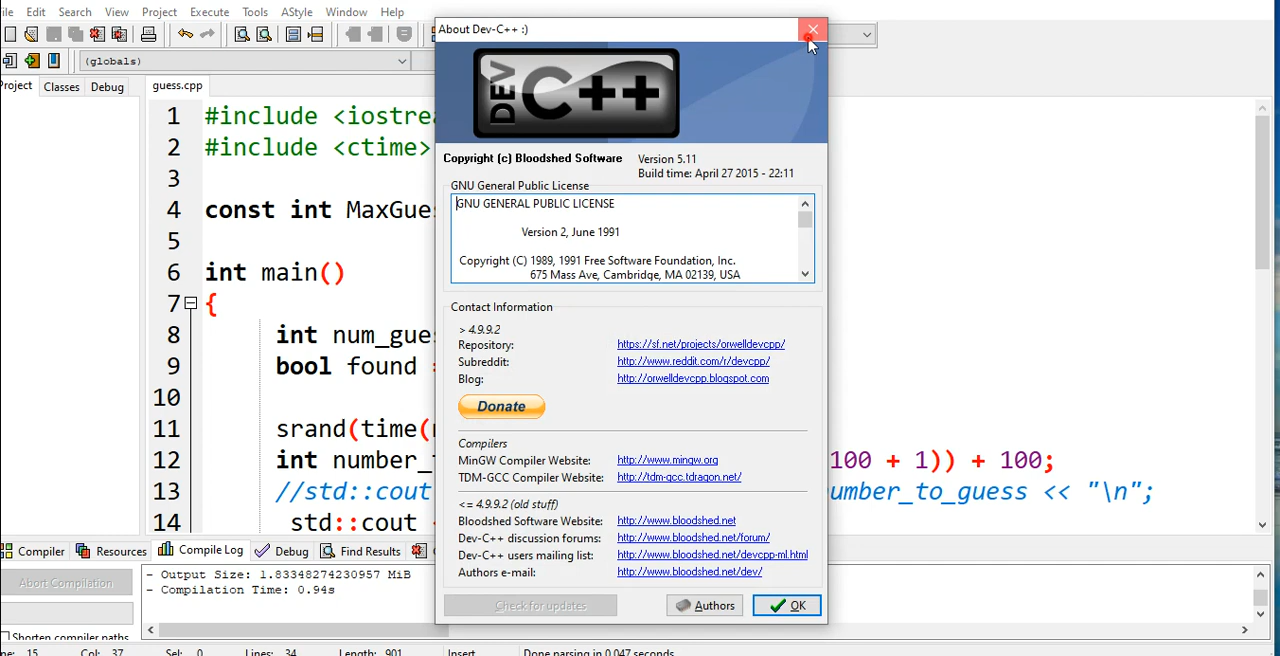 ile Edit Search View Project Execute Tools AStyle Window Help
About Dev-C++ :)
(globals)
Project Classes Debug
guess.cpp
DEV C++
Copyright (c) Bloodshed Software
Version 5.11
Build time: April 27 2015 - 22:11
GNU General Public License
GNU GENERAL PUBLIC LICENSE
Version 2, June 1991
Copyright (C) 1989, 1991 Free Software Foundation, Inc.
675 Mass Ave, Cambridge, MA 02139, USA
Contact Information
> 4.9.9.2
Repository: https://sf.net/projects/orwelldevcpp/
Subreddit: http://www.reddit.com/r/devcpp/
Blog: http://orwelldevcpp.blogspot.com
Donate
Compilers
MinGW Compiler Website: http://www.mingw.org
TDM-GCC Compiler Website: http://tdm-gcc.tdragon.net/
<= 4.9.9.2 (old stuff)
Bloodshed Software Website: http://www.bloodshed.net
Dev-C++ discussion forums: http://www.bloodshed.net/forum/
Dev-C++ users mailing list: http://www.bloodshed.net/devcpp-ml.html
Authors e-mail: http://www.bloodshed.net/dev/
Check for updates
Authors
OK
1 #include <iostrea
2 #include <ctime>
3
4 const int MaxGues
5
6 int main()
7 {
8 int num_gues
9 bool found =
10
11 srand(time(n
12 int number_t 100 + 1)) + 100;
13 //std::cout umber_to_guess << "\n";
14 std::cout <
Compiler Resources Compile Log Debug Find Results
Abort Compilation
- Output Size: 1.83348274230957 MiB
- Compilation Time: 0.94s
Shorten compiler paths
ne: 15 Col: 37 Sel: 0 Lines: 34 Length: 901 Insert Done parsing in 0.047 seconds